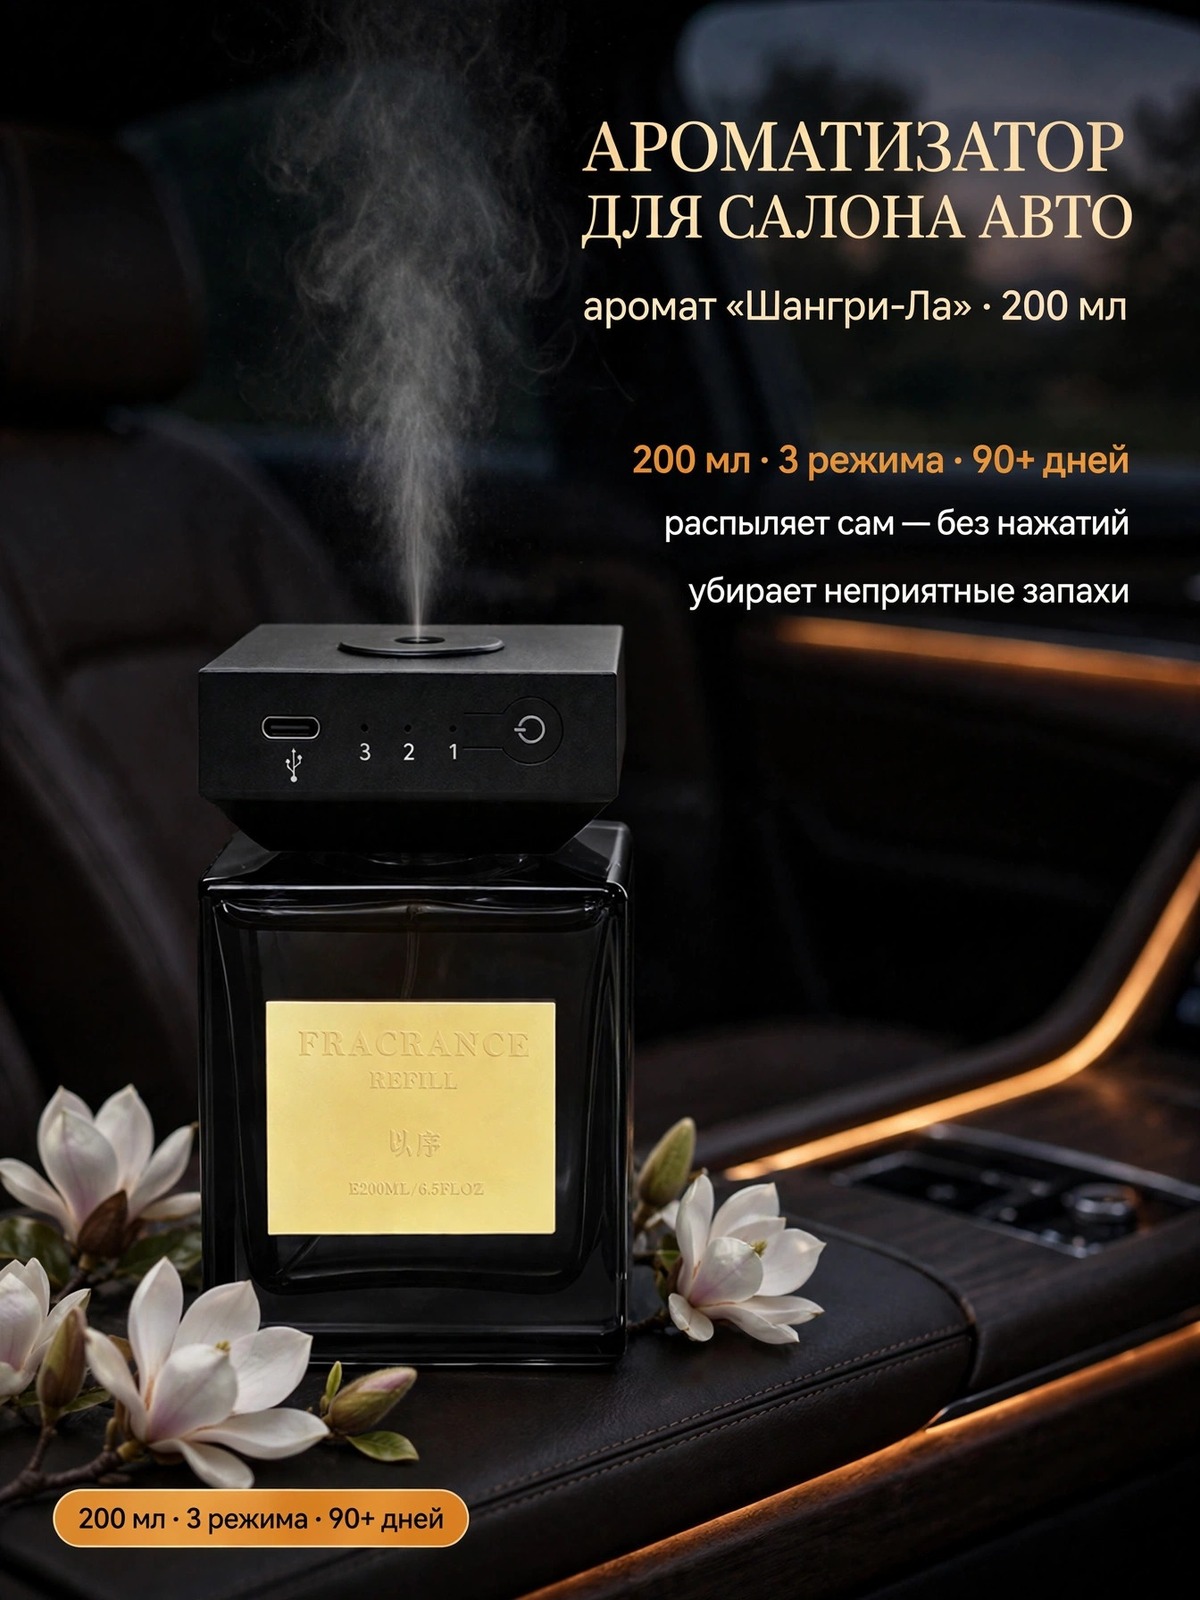 АРОМАТИЗАТОР
ДЛЯ САЛОНА АВТО
аромат «Шангри-Ла» · 200 мл
200 мл · 3 режима · 90+ дней
распыляет сам — без нажатий
убирает неприятные запахи
3 2 1
FRAGRANCE
REFILL
以序
E200ML/6.5FLOZ
200 мл · 3 режима · 90+ дней